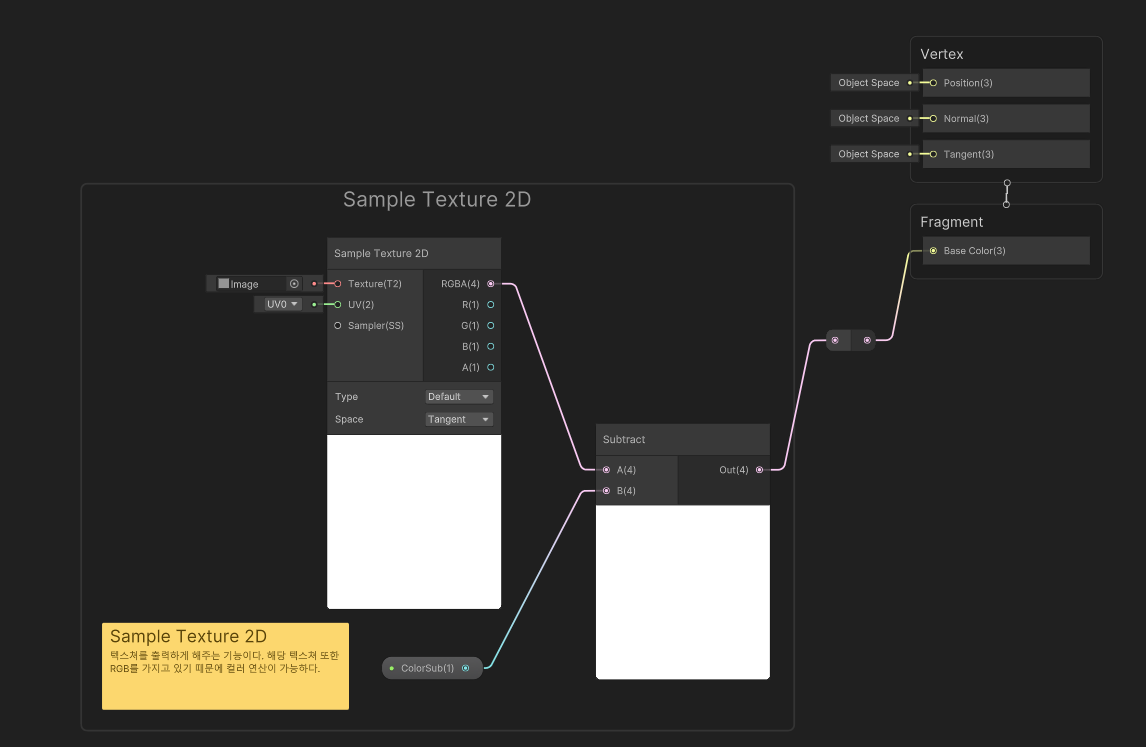 Vertex
Object Space
Position(3)
Object Space
Normal(3)
Object Space
Tangent(3)
Fragment
Base Color(3)
Sample Texture 2D
Sample Texture 2D
Image
Texture(T2)
RGBA(4)
UV0
UV(2)
R(1)
Sampler(SS)
G(1)
B(1)
A(1)
Type
Default
Space
Tangent
Subtract
A(4)
Out(4)
B(4)
Sample Texture 2D
텍스쳐를 출력하게 해주는 기능이다. 해당 텍스쳐 또한
RGB를 가지고 있기 때문에 컬러 연산이 가능하다.
ColorSub(1)